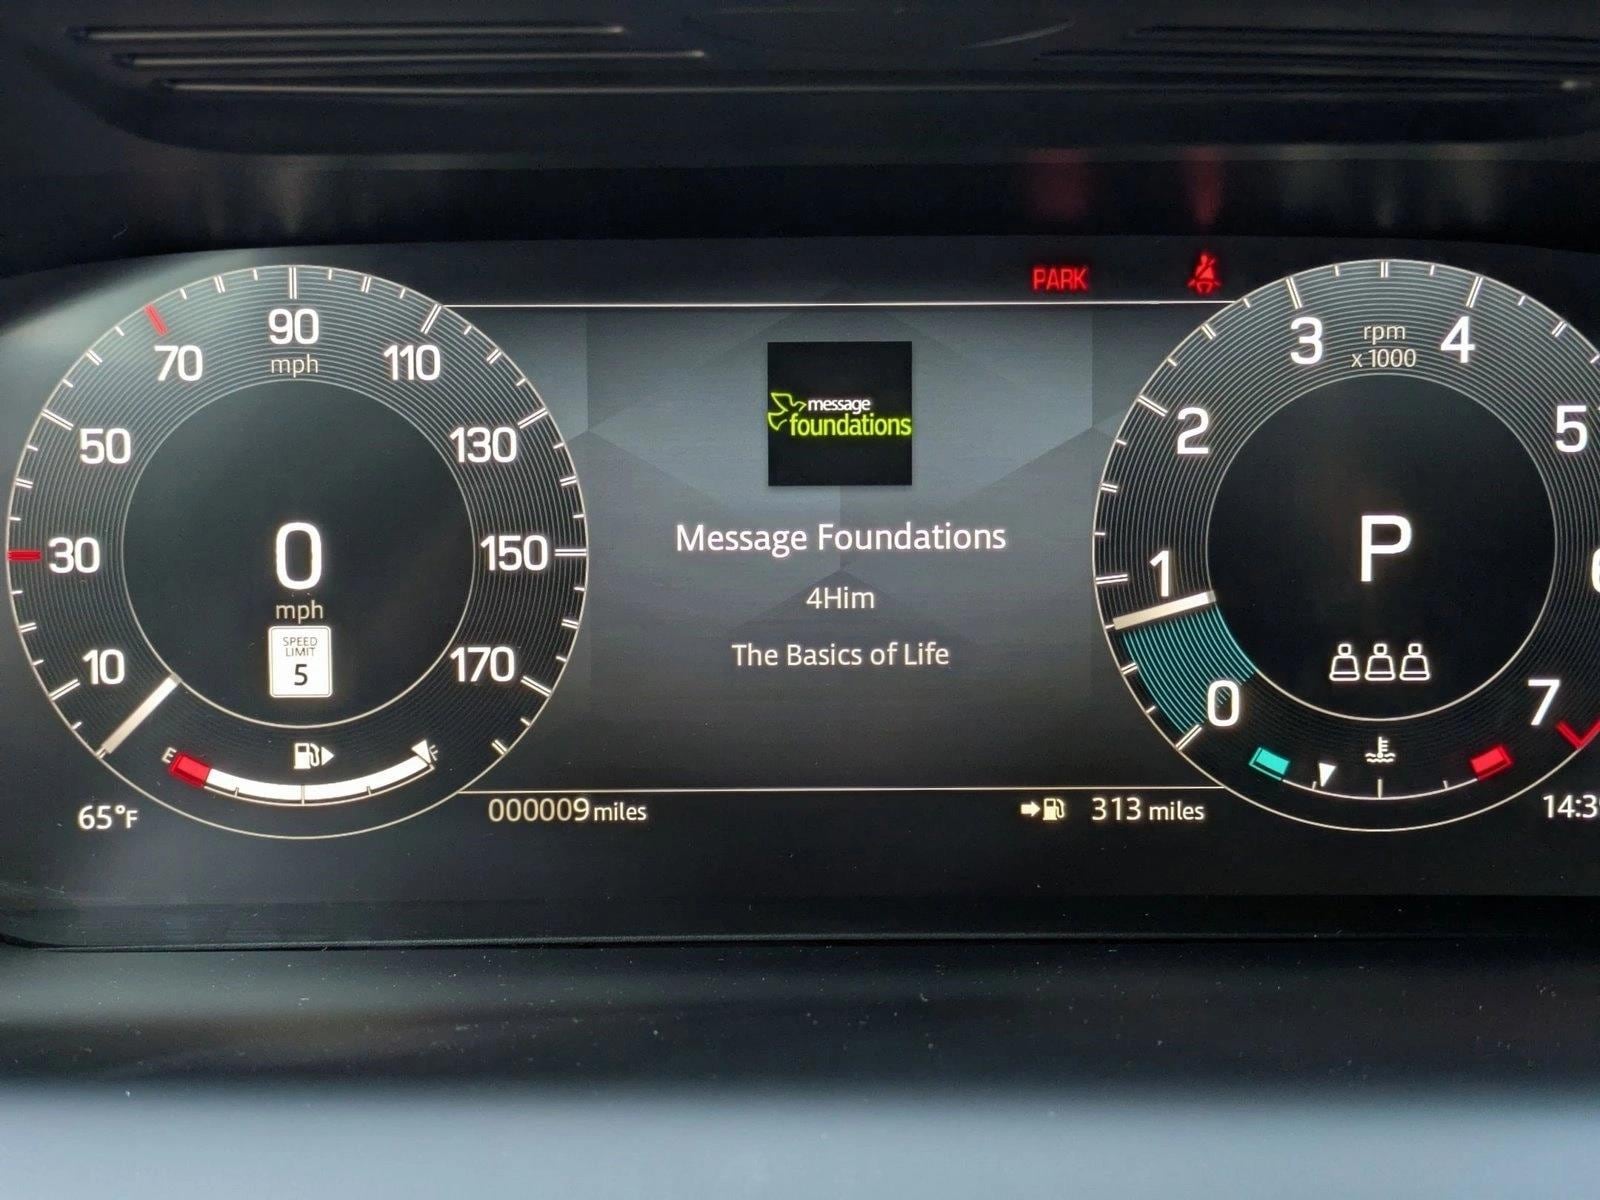 PARK
90
mph
70
110
50
130
30
150
10
170
0
mph
SPEED
LIMIT
5
E
F
65°F
000009 miles
message
foundations
Message Foundations
4Him
The Basics of Life
313 miles
rpm
x 1000
3
4
2
5
1
0
7
P